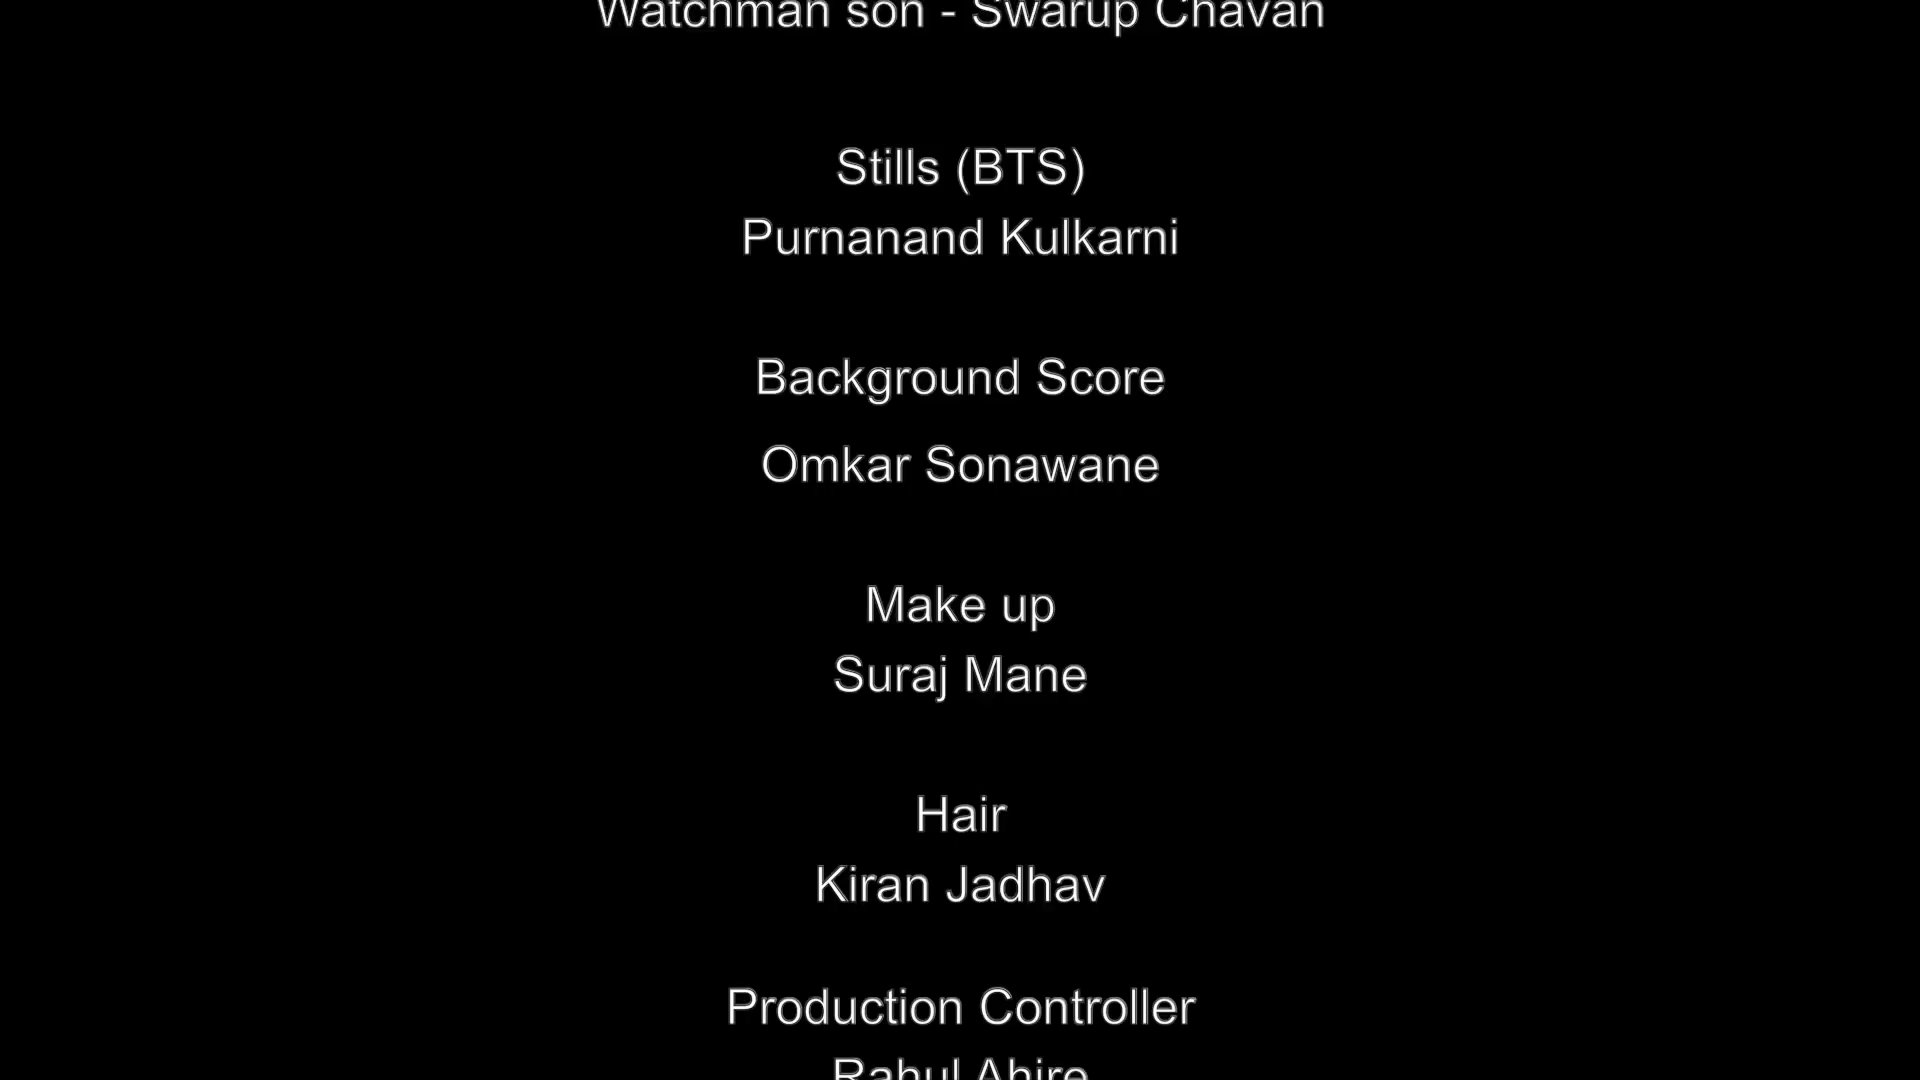 Watchman son - Swarup Chavan
Stills (BTS)
Purnanand Kulkarni
Background Score
Omkar Sonawane
Make up
Suraj Mane
Hair
Kiran Jadhav
Production Controller
Rahul Ahire